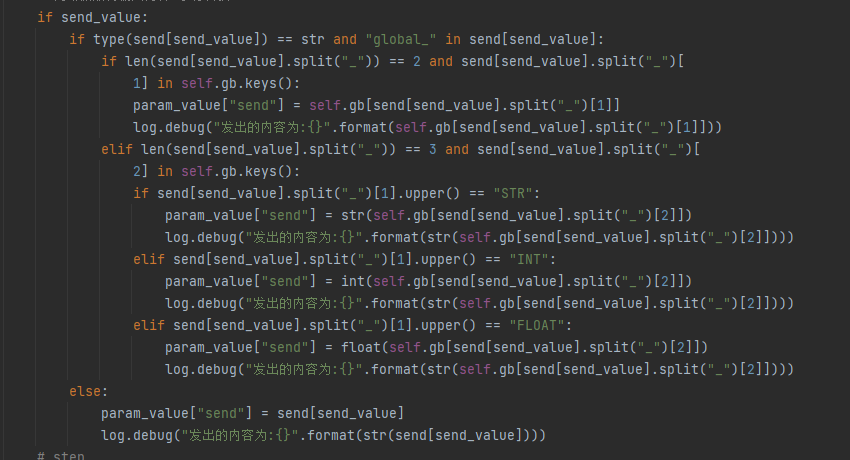 if send_value:
    if type(send[send_value]) == str and "global_" in send[send_value]:
        if len(send[send_value].split("_")) == 2 and send[send_value].split("_")[
            1] in self.gb.keys():
            param_value["send"] = self.gb[send[send_value].split("_")[1]]
            log.debug("发出的内容为:{}".format(self.gb[send[send_value].split("_")[1]]))
        elif len(send[send_value].split("_")) == 3 and send[send_value].split("_")[
            2] in self.gb.keys():
            if send[send_value].split("_")[1].upper() == "STR":
                param_value["send"] = str(self.gb[send[send_value].split("_")[2]])
                log.debug("发出的内容为:{}".format(str(self.gb[send[send_value].split("_")[2]])))
            elif send[send_value].split("_")[1].upper() == "INT":
                param_value["send"] = int(self.gb[send[send_value].split("_")[2]])
                log.debug("发出的内容为:{}".format(str(self.gb[send[send_value].split("_")[2]])))
            elif send[send_value].split("_")[1].upper() == "FLOAT":
                param_value["send"] = float(self.gb[send[send_value].split("_")[2]])
                log.debug("发出的内容为:{}".format(str(self.gb[send[send_value].split("_")[2]])))
    else:
        param_value["send"] = send[send_value]
        log.debug("发出的内容为:{}".format(str(send[send_value])))
# step